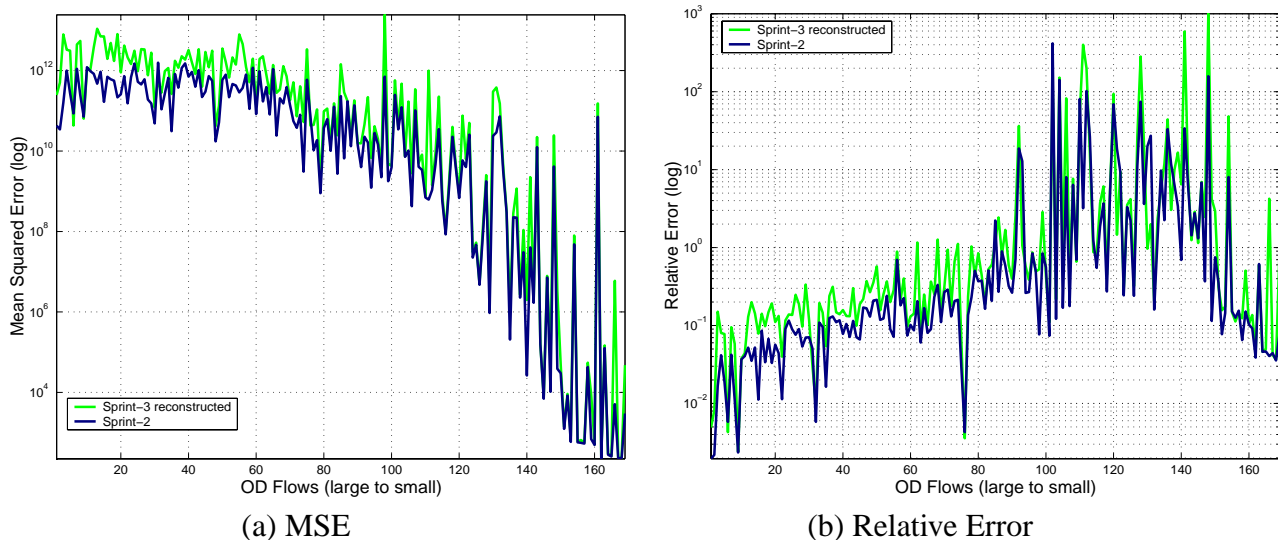 Mean Squared Error (log)
10^12
10^10
10^8
10^6
10^4
Sprint−3 reconstructed
Sprint−2
20 40 60 80 100 120 140 160
OD Flows (large to small)
(a) MSE
Relative Error (log)
10^3
10^2
10^1
10^0
10^−1
10^−2
Sprint−3 reconstructed
Sprint−2
20 40 60 80 100 120 140 160
OD Flows (large to small)
(b) Relative Error